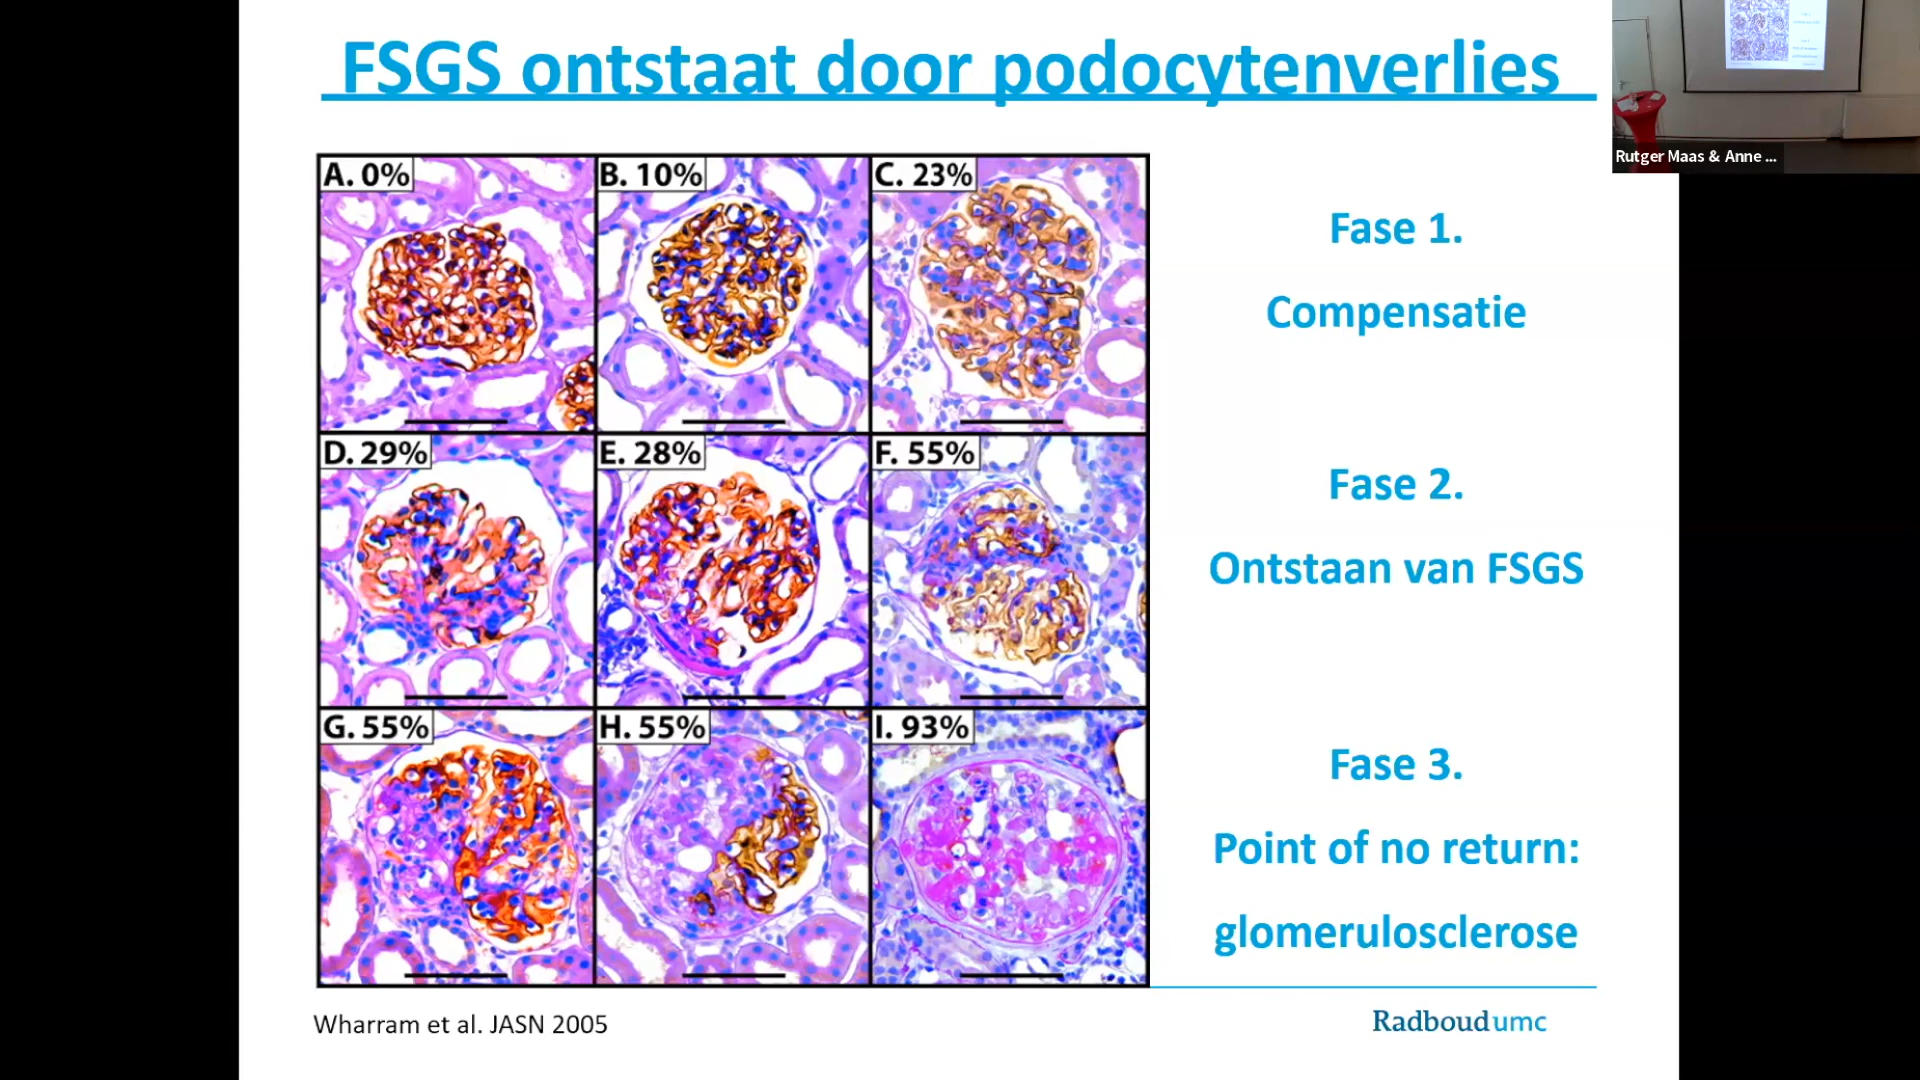 FSGS ontstaat door podocytenverlies
Rutger Maas & Anne ...
A. 0%
B. 10%
C. 23%
Fase 1.
Compensatie
D. 29%
E. 28%
F. 55%
Fase 2.
Ontstaan van FSGS
G. 55%
H. 55%
I. 93%
Fase 3.
Point of no return:
glomerulosclerose
Wharram et al. JASN 2005
Radboudumc